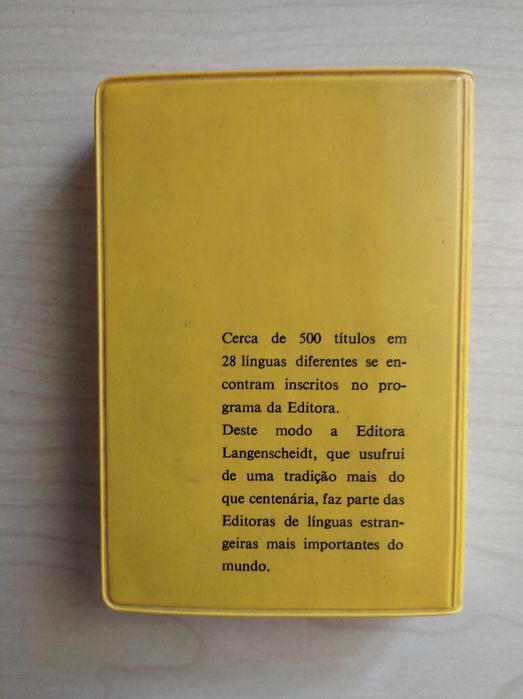 Cerca de 500 títulos em
28 línguas diferentes se en-
contram inscritos no pro-
grama da Editora.
Deste modo a Editora
Langenscheidt, que usufrui
de uma tradição mais do
que centenária, faz parte das
Editoras de línguas estran-
geiras mais importantes do
mundo.